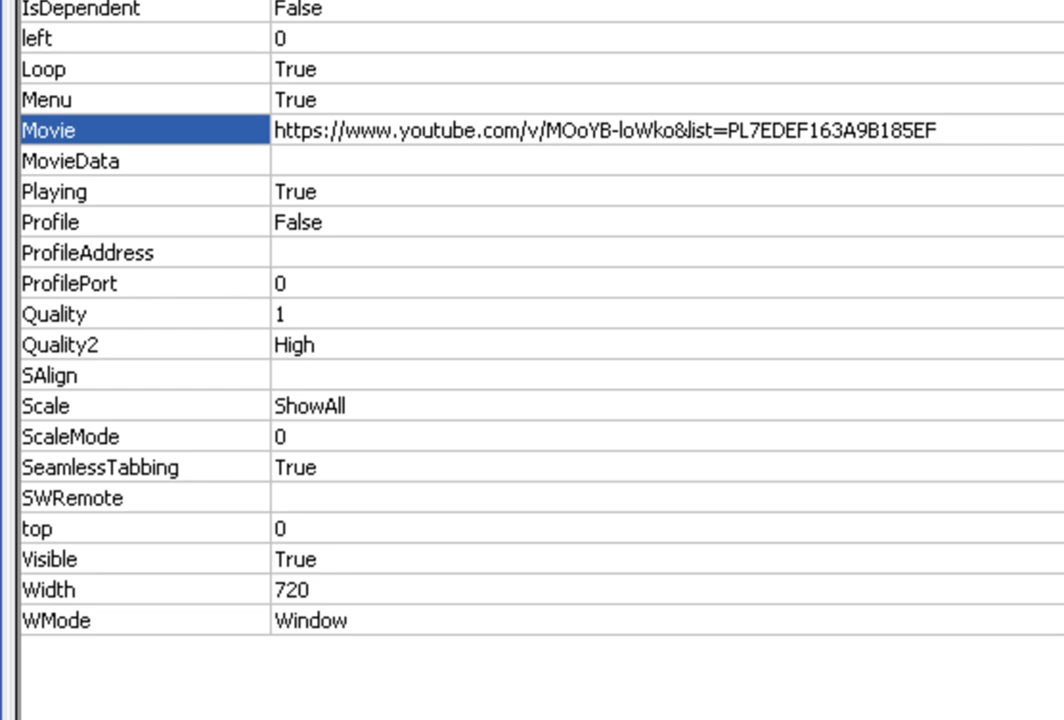 IsDependent False
left 0
Loop True
Menu True
Movie https://www.youtube.com/v/MOoYB-loWko&list=PL7EDEF163A9B185EF
MovieData
Playing True
Profile False
ProfileAddress
ProfilePort 0
Quality 1
Quality2 High
SAlign
Scale ShowAll
ScaleMode 0
SeamlessTabbing True
SWRemote
top 0
Visible True
Width 720
WMode Window